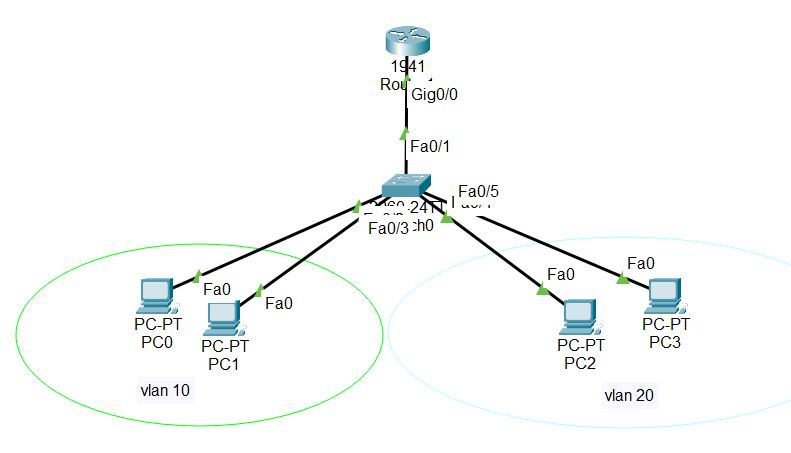 1941
Gig0/0
Fa0/1
Fa0/5
Fa0/3
Fa0
Fa0
Fa0
Fa0
PC-PT
PC0
PC-PT
PC1
PC-PT
PC2
PC-PT
PC3
vlan 10
vlan 20